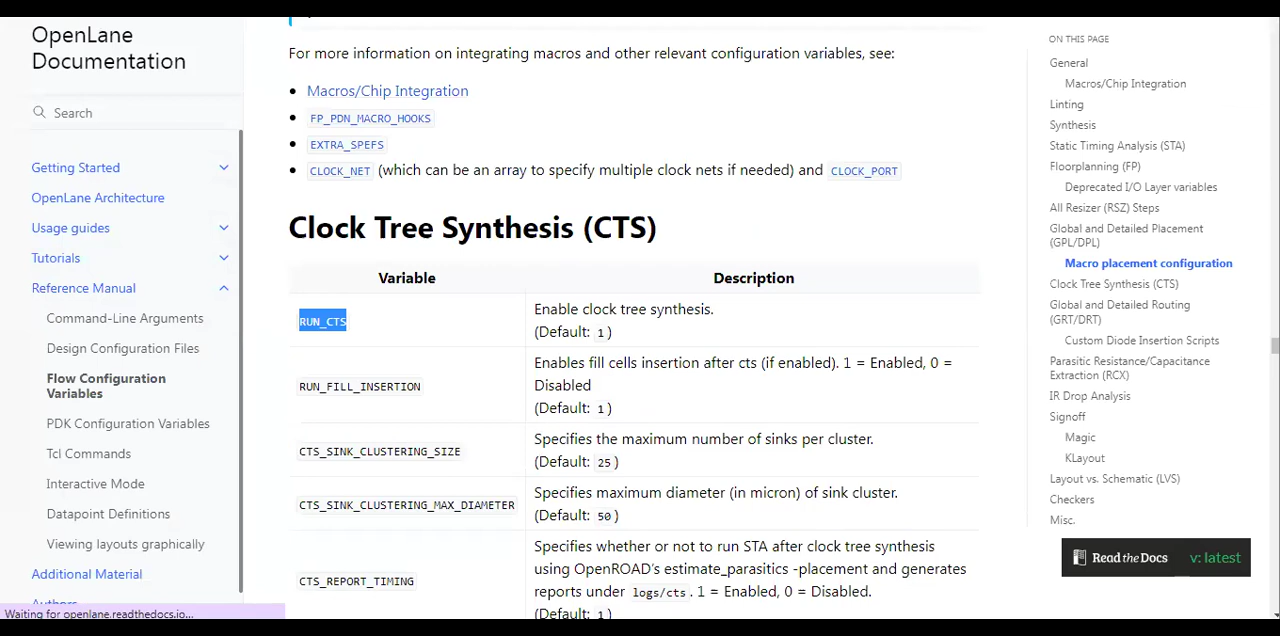 OpenLane
Documentation
Search
Getting Started
OpenLane Architecture
Usage guides
Tutorials
Reference Manual
Command-Line Arguments
Design Configuration Files
Flow Configuration
Variables
PDK Configuration Variables
Tcl Commands
Interactive Mode
Datapoint Definitions
Viewing layouts graphically
Additional Material
Authors
Waiting for openlane.readthedocs.io...
For more information on integrating macros and other relevant configuration variables, see:
Macros/Chip Integration
FP_PDN_MACRO_HOOKS
EXTRA_SPEFS
CLOCK_NET (which can be an array to specify multiple clock nets if needed) and CLOCK_PORT
Clock Tree Synthesis (CTS)
Variable Description
RUN_CTS
Enable clock tree synthesis.
(Default: 1)
RUN_FILL_INSERTION
Enables fill cells insertion after cts (if enabled). 1 = Enabled, 0 =
Disabled
(Default: 1)
CTS_SINK_CLUSTERING_SIZE
Specifies the maximum number of sinks per cluster.
(Default: 25)
CTS_SINK_CLUSTERING_MAX_DIAMETER
Specifies maximum diameter (in micron) of sink cluster.
(Default: 50)
CTS_REPORT_TIMING
Specifies whether or not to run STA after clock tree synthesis
using OpenROAD's estimate_parasitics -placement and generates
reports under logs/cts. 1 = Enabled, 0 = Disabled.
(Default: 1)
ON THIS PAGE
General
Macros/Chip Integration
Linting
Synthesis
Static Timing Analysis (STA)
Floorplanning (FP)
Deprecated I/O Layer variables
All Resizer (RSZ) Steps
Global and Detailed Placement
(GPL/DPL)
Macro placement configuration
Clock Tree Synthesis (CTS)
Global and Detailed Routing
(GRT/DRT)
Custom Diode Insertion Scripts
Parasitic Resistance/Capacitance
Extraction (RCX)
IR Drop Analysis
Signoff
Magic
KLayout
Layout vs. Schematic (LVS)
Checkers
Misc.
Read the Docs v: latest